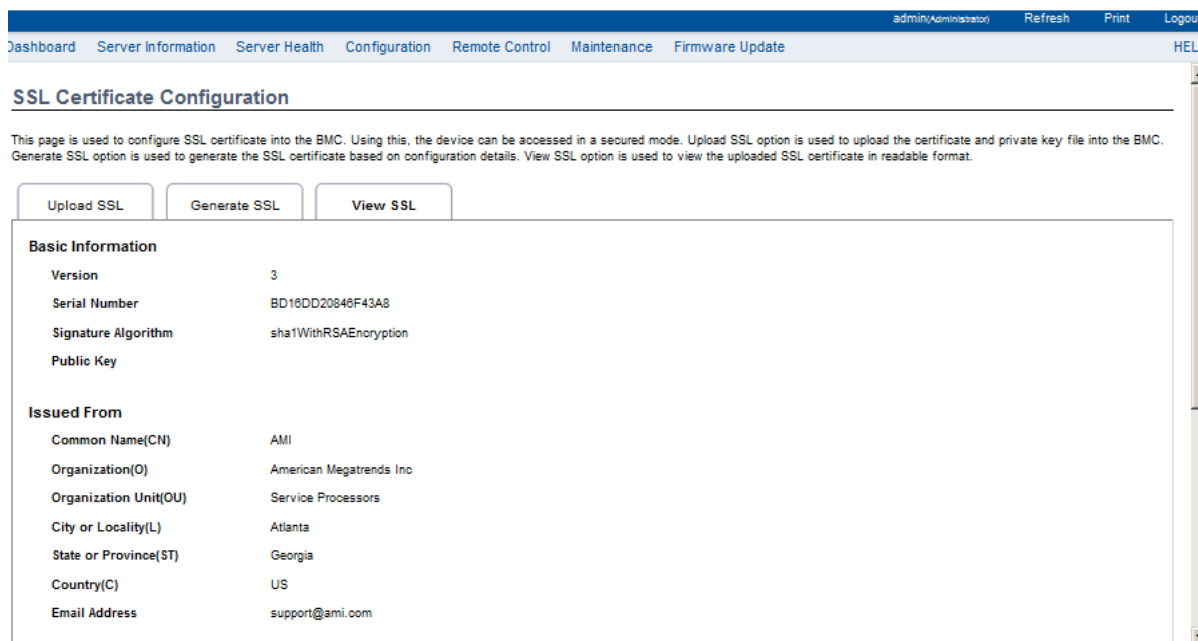 admin(Administrator) Refresh Print Logou
Dashboard Server Information Server Health Configuration Remote Control Maintenance Firmware Update HEL
SSL Certificate Configuration
This page is used to configure SSL certificate into the BMC. Using this, the device can be accessed in a secured mode. Upload SSL option is used to upload the certificate and private key file into the BMC.
Generate SSL option is used to generate the SSL certificate based on configuration details. View SSL option is used to view the uploaded SSL certificate in readable format.
Upload SSL Generate SSL View SSL
Basic Information
Version 3
Serial Number BD16DD20846F43A8
Signature Algorithm sha1WithRSAEncryption
Public Key
Issued From
Common Name(CN) AMI
Organization(O) American Megatrends Inc
Organization Unit(OU) Service Processors
City or Locality(L) Atlanta
State or Province(ST) Georgia
Country(C) US
Email Address support@ami.com